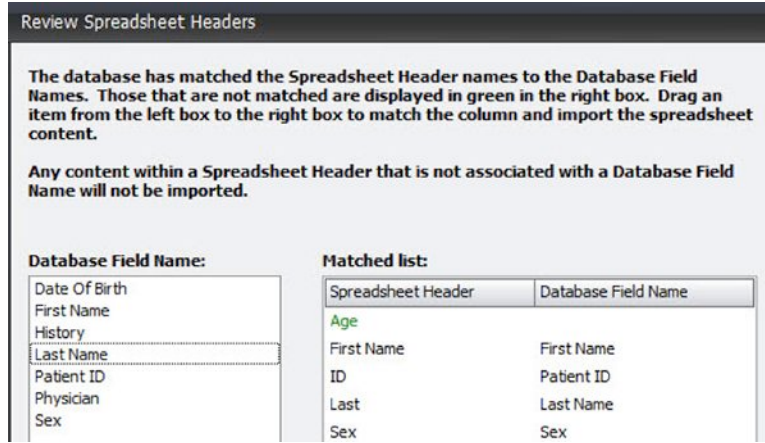 Review Spreadsheet Headers
The database has matched the Spreadsheet Header names to the Database Field
Names. Those that are not matched are displayed in green in the right box. Drag an
item from the left box to the right box to match the column and import the spreadsheet
content.
Any content within a Spreadsheet Header that is not associated with a Database Field
Name will not be imported.
Database Field Name:
Date Of Birth
First Name
History
Last Name
Patient ID
Physician
Sex
Matched list:
Spreadsheet Header Database Field Name
Age
First Name First Name
ID Patient ID
Last Last Name
Sex Sex